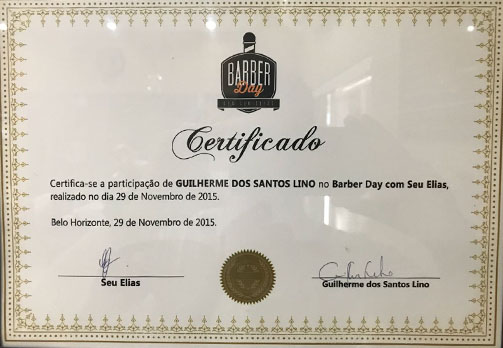 BARBER
Day
Certificado
Certifica-se a participação de GUILHERME DOS SANTOS LINO no Barber Day com Seu Elias,
realizado no dia 29 de Novembro de 2015.
Belo Horizonte, 29 de Novembro de 2015.
Seu Elias
Guilherme dos Santos Lino